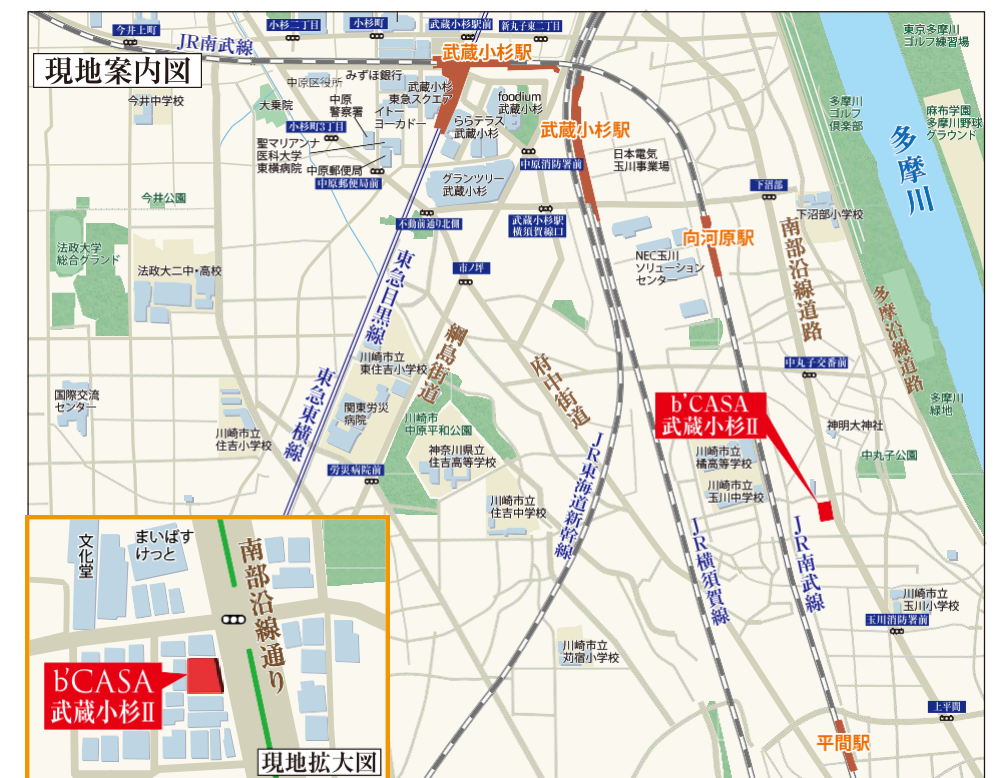 今井上町
小杉二丁目
小杉町
武蔵小杉駅前
新丸子東二丁目
JR南武線
武蔵小杉駅
東京多摩川
ゴルフ練習場
現地案内図
今井中学校
中原区役所
みずほ銀行
大乗院
中原
警察署
イトー
ヨーカドー
武蔵小杉
東急スクエア
ららテラス
武蔵小杉
foodium
武蔵小杉
武蔵小杉駅
小杉町3丁目
聖マリアンナ
医科大学
東横病院
中原郵便局
中原郵便局前
グランツリー
武蔵小杉
中原消防署前
日本電気
玉川事業場
多摩川
ゴルフ
倶楽部
麻布学園
多摩川野球
グラウンド
多摩川
今井公園
不動前通り北側
武蔵小杉駅
横須賀線口
下沼部
下沼部小学校
向河原駅
南部沿線道路
法政大学
総合グランド
法政大二中・高校
東急目黒線
市ノ坪
NEC玉川
ソリューション
センター
多摩沿線道路
綱島街道
府中街道
川崎市立
東住吉小学校
中丸子交番前
国際交流
センター
東急東横線
関東労災
病院
川崎市
中原平和公園
多摩川
緑地
b'CASA
武蔵小杉II
神明大神社
川崎市立
住吉小学校
神奈川県立
住吉高等学校
川崎市立
橘高等学校
中丸子公園
労災病院前
川崎市立
玉川中学校
川崎市立
住吉中学校
JR東海道新幹線
JR横須賀線
JR南武線
川崎市立
玉川小学校
玉川消防署前
川崎市立
苅宿小学校
上平間
平間駅
文化堂
まいばす
けっと
南部沿線通り
b'CASA
武蔵小杉II
現地拡大図